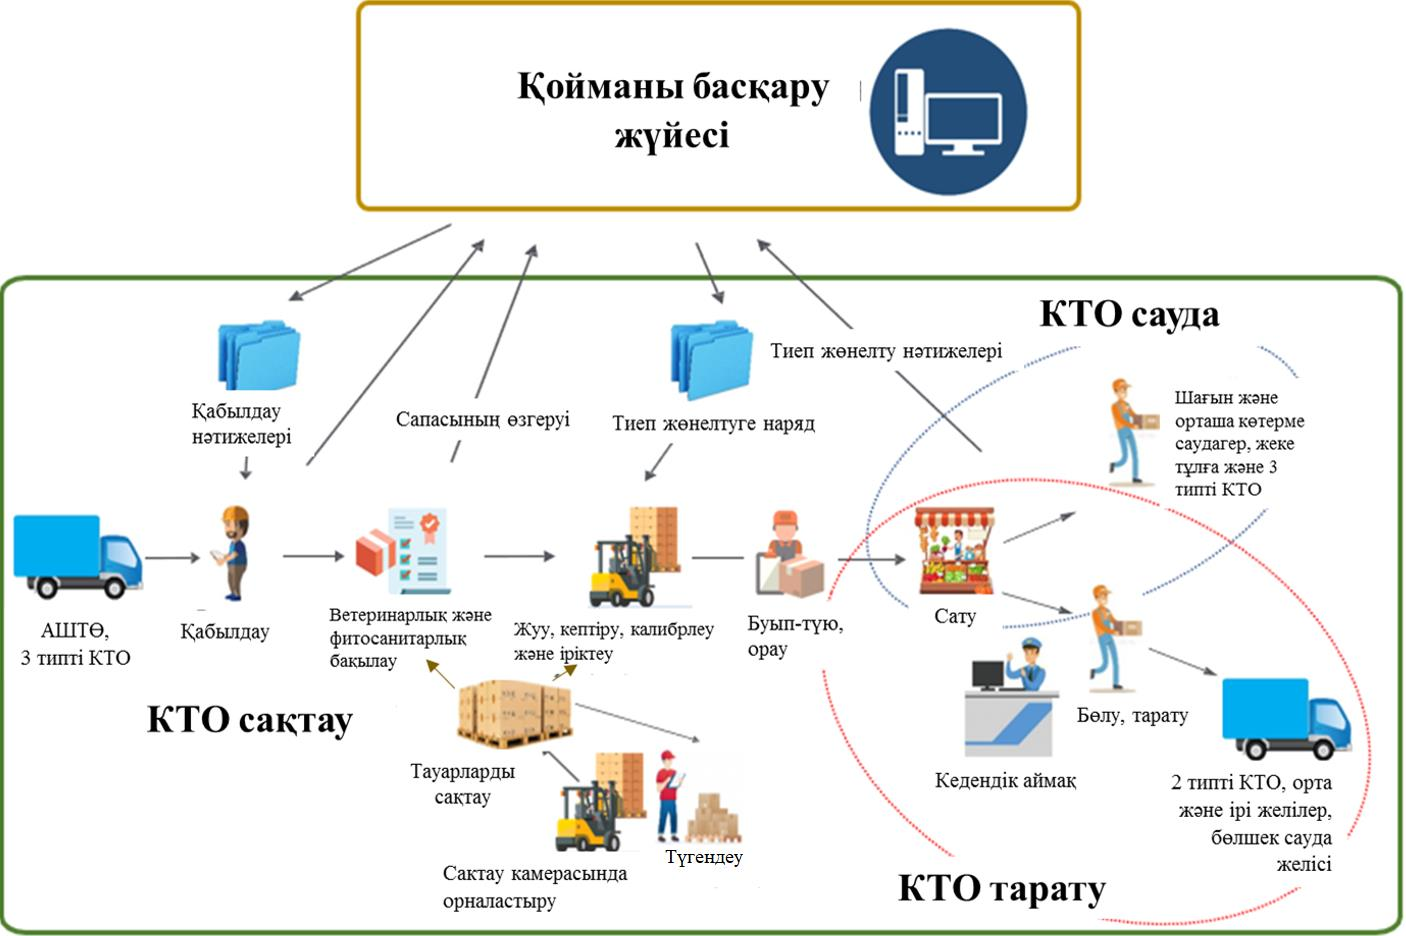 Қойманы басқару
жүйесі
КТО сауда
Қабылдау
нәтижелері
Сапасының өзгеруі
Тиеп жөнелтуге наряд
Тиеп жөнелту нәтижелері
Шағын және
орташа көтерме
саудагер, жеке
тұлға және 3
типті КТО
АШТӨ,
3 типті КТО
Қабылдау
Ветеринарлық және
фитосанитарлық
бақылау
Жуу, кептіру, калибрлеу
және іріктеу
Буып-түю,
орау
Сату
КТО сақтау
Тауарларды
сақтау
Сактау камерасында
орналастыру
Түгендеу
Кедендік аймақ
Бөлу, тарату
2 типті КТО, орта
және ірі желілер,
бөлшек сауда
желісі
КТО тарату